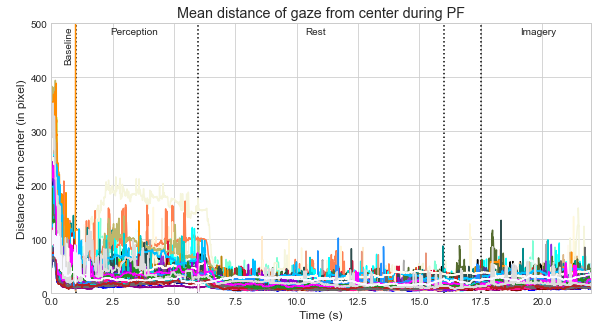 Mean distance of gaze from center during PF
Distance from center (in pixel)
500
400
300
200
100
0
Baseline
Perception
Rest
Imagery
0.0 2.5 5.0 7.5 10.0 12.5 15.0 17.5 20.0
Time (s)